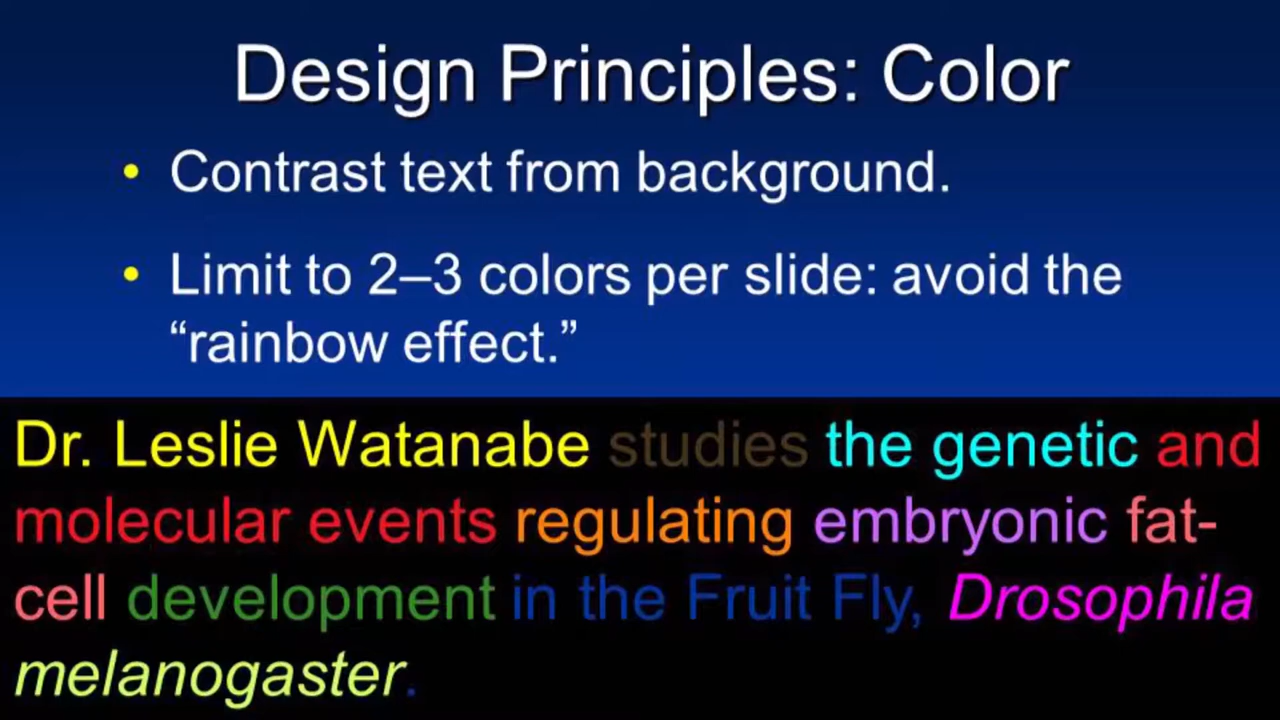 Design Principles: Color
• Contrast text from background.
• Limit to 2–3 colors per slide: avoid the
“rainbow effect.”
Dr. Leslie Watanabe studies the genetic and
molecular events regulating embryonic fat-
cell development in the Fruit Fly, Drosophila
melanogaster.